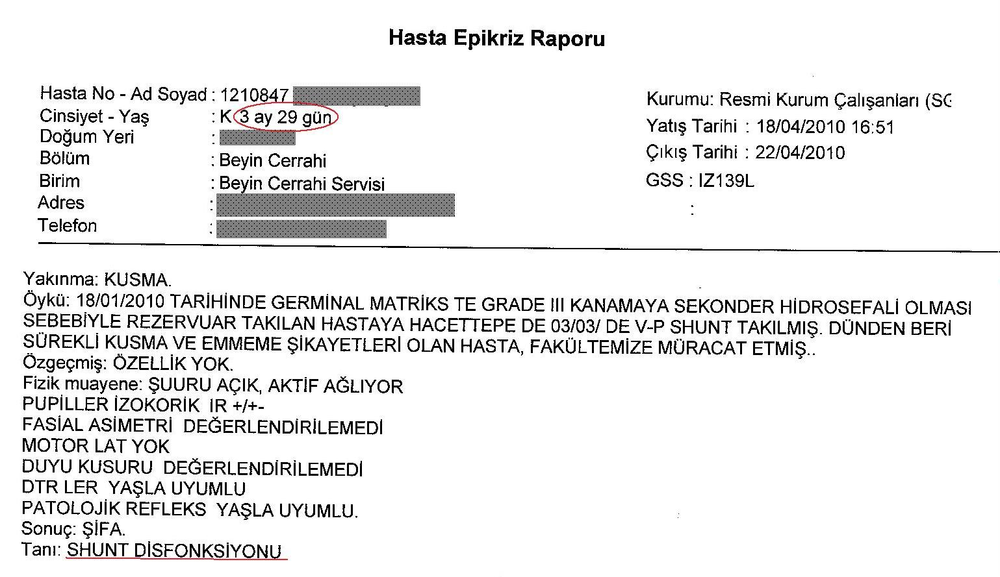 Hasta Epikriz Raporu
Hasta No - Ad Soyad : 1210847
Cinsiyet - Yaş : K 3 ay 29 gün
Doğum Yeri :
Bölüm : Beyin Cerrahi
Birim : Beyin Cerrahi Servisi
Adres :
Telefon :
Kurumu: Resmi Kurum Çalışanları (SG
Yatış Tarihi : 18/04/2010 16:51
Çıkış Tarihi : 22/04/2010
GSS : IZ139L
:
Yakınma: KUSMA.
Öykü: 18/01/2010 TARİHİNDE GERMİNAL MATRİKS TE GRADE III KANAMAYA SEKONDER HİDROSEFALİ OLMASI
SEBEBİYLE REZERVUAR TAKILAN HASTAYA HACETTEPE DE 03/03/ DE V-P SHUNT TAKILMIŞ. DÜNDEN BERİ
SÜREKLİ KUSMA VE EMMEME ŞİKAYETLERİ OLAN HASTA, FAKÜLTEMİZE MÜRACAT ETMİŞ..
Özgeçmiş: ÖZELLİK YOK.
Fizik muayene: ŞUURU AÇIK, AKTİF AĞLIYOR
PUPİLLER İZOKORİK IR +/+-
FASİAL ASİMETRİ DEĞERLENDİRİLEMEDİ
MOTOR LAT YOK
DUYU KUSURU DEĞERLENDİRİLEMEDİ
DTR LER YAŞLA UYUMLU
PATOLOJİK REFLEKS YAŞLA UYUMLU.
Sonuç: ŞİFA.
Tanı: SHUNT DİSFONKSİYONU